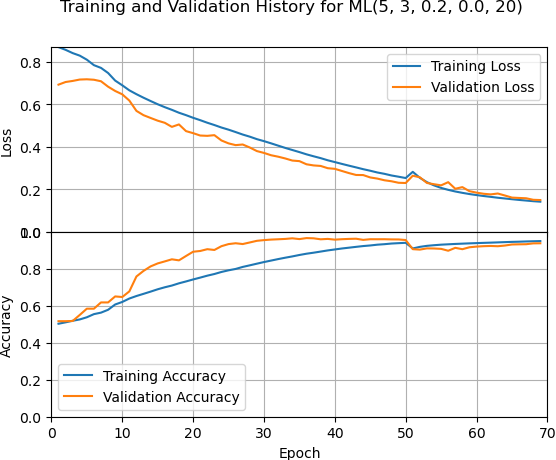 Training and Validation History for ML(5, 3, 0.2, 0.0, 20)
Loss
0.8
0.6
0.4
0.2
0.0
Training Loss
Validation Loss
Accuracy
1.0
0.8
0.6
0.4
0.2
0.0
Training Accuracy
Validation Accuracy
0 10 20 30 40 50 60 70
Epoch